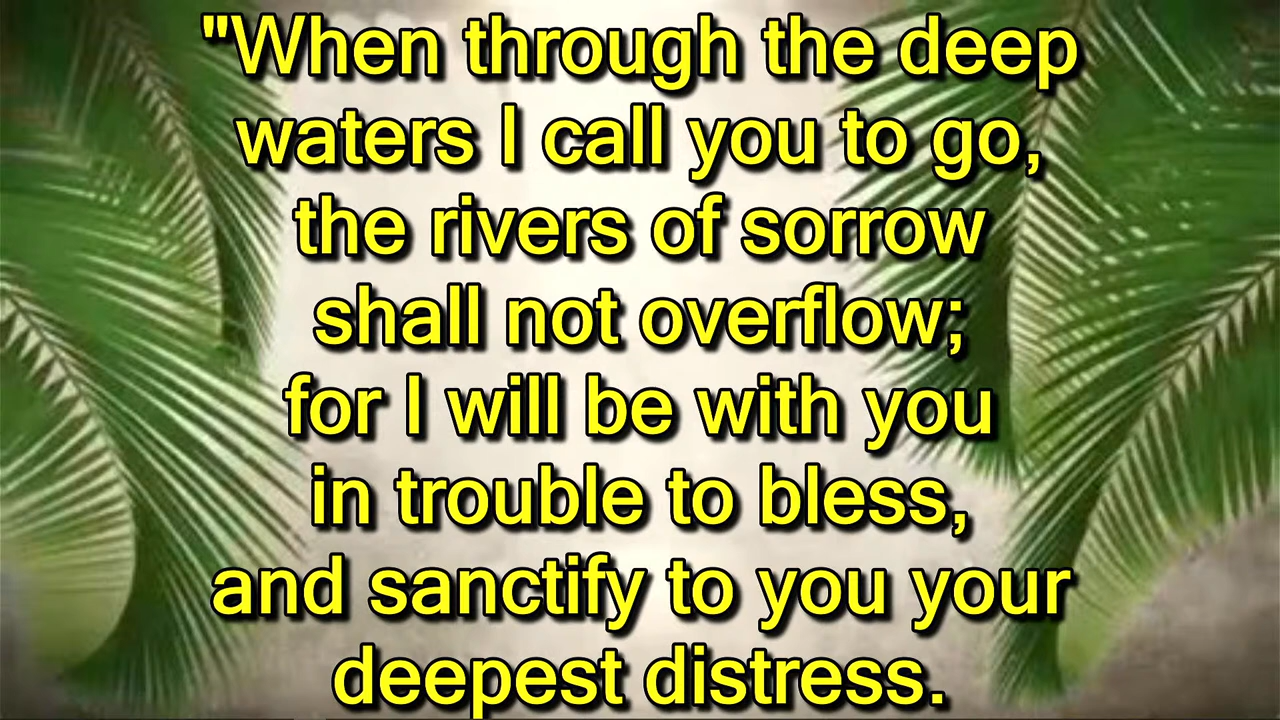 "When through the deep
waters I call you to go,
the rivers of sorrow
shall not overflow;
for I will be with you
in trouble to bless,
and sanctify to you your
deepest distress.